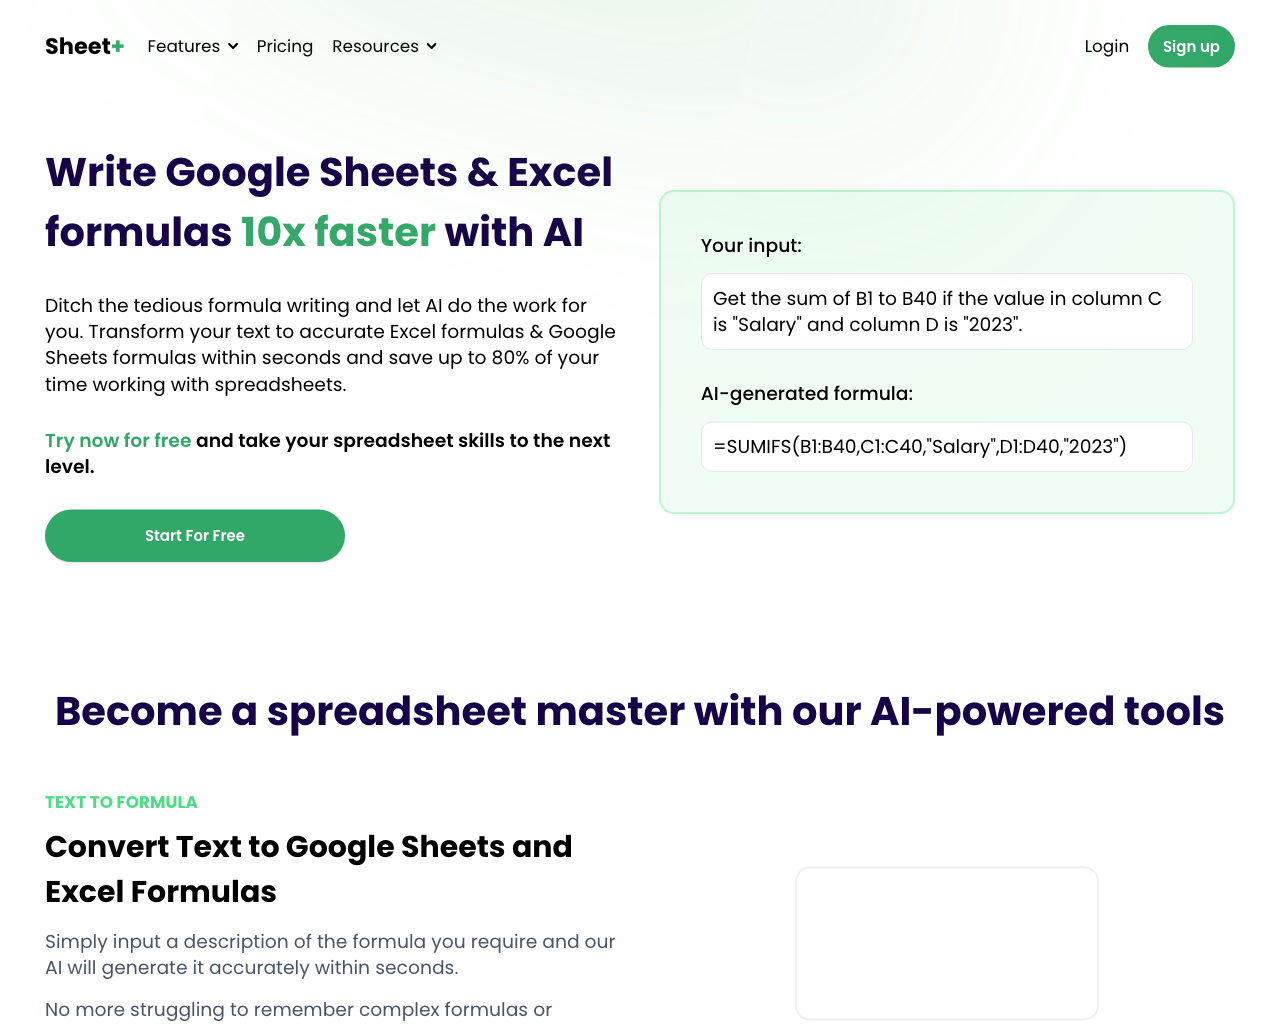 Sheet+
Features
Pricing
Resources
Login
Sign up
Write Google Sheets & Excel
formulas 10x faster with AI
Ditch the tedious formula writing and let AI do the work for
you. Transform your text to accurate Excel formulas & Google
Sheets formulas within seconds and save up to 80% of your
time working with spreadsheets.
Try now for free and take your spreadsheet skills to the next
level.
Start For Free
Your input:
Get the sum of B1 to B40 if the value in column C
is "Salary" and column D is "2023".
AI-generated formula:
=SUMIFS(B1:B40,C1:C40,"Salary",D1:D40,"2023")
Become a spreadsheet master with our AI-powered tools
TEXT TO FORMULA
Convert Text to Google Sheets and
Excel Formulas
Simply input a description of the formula you require and our
AI will generate it accurately within seconds.
No more struggling to remember complex formulas or